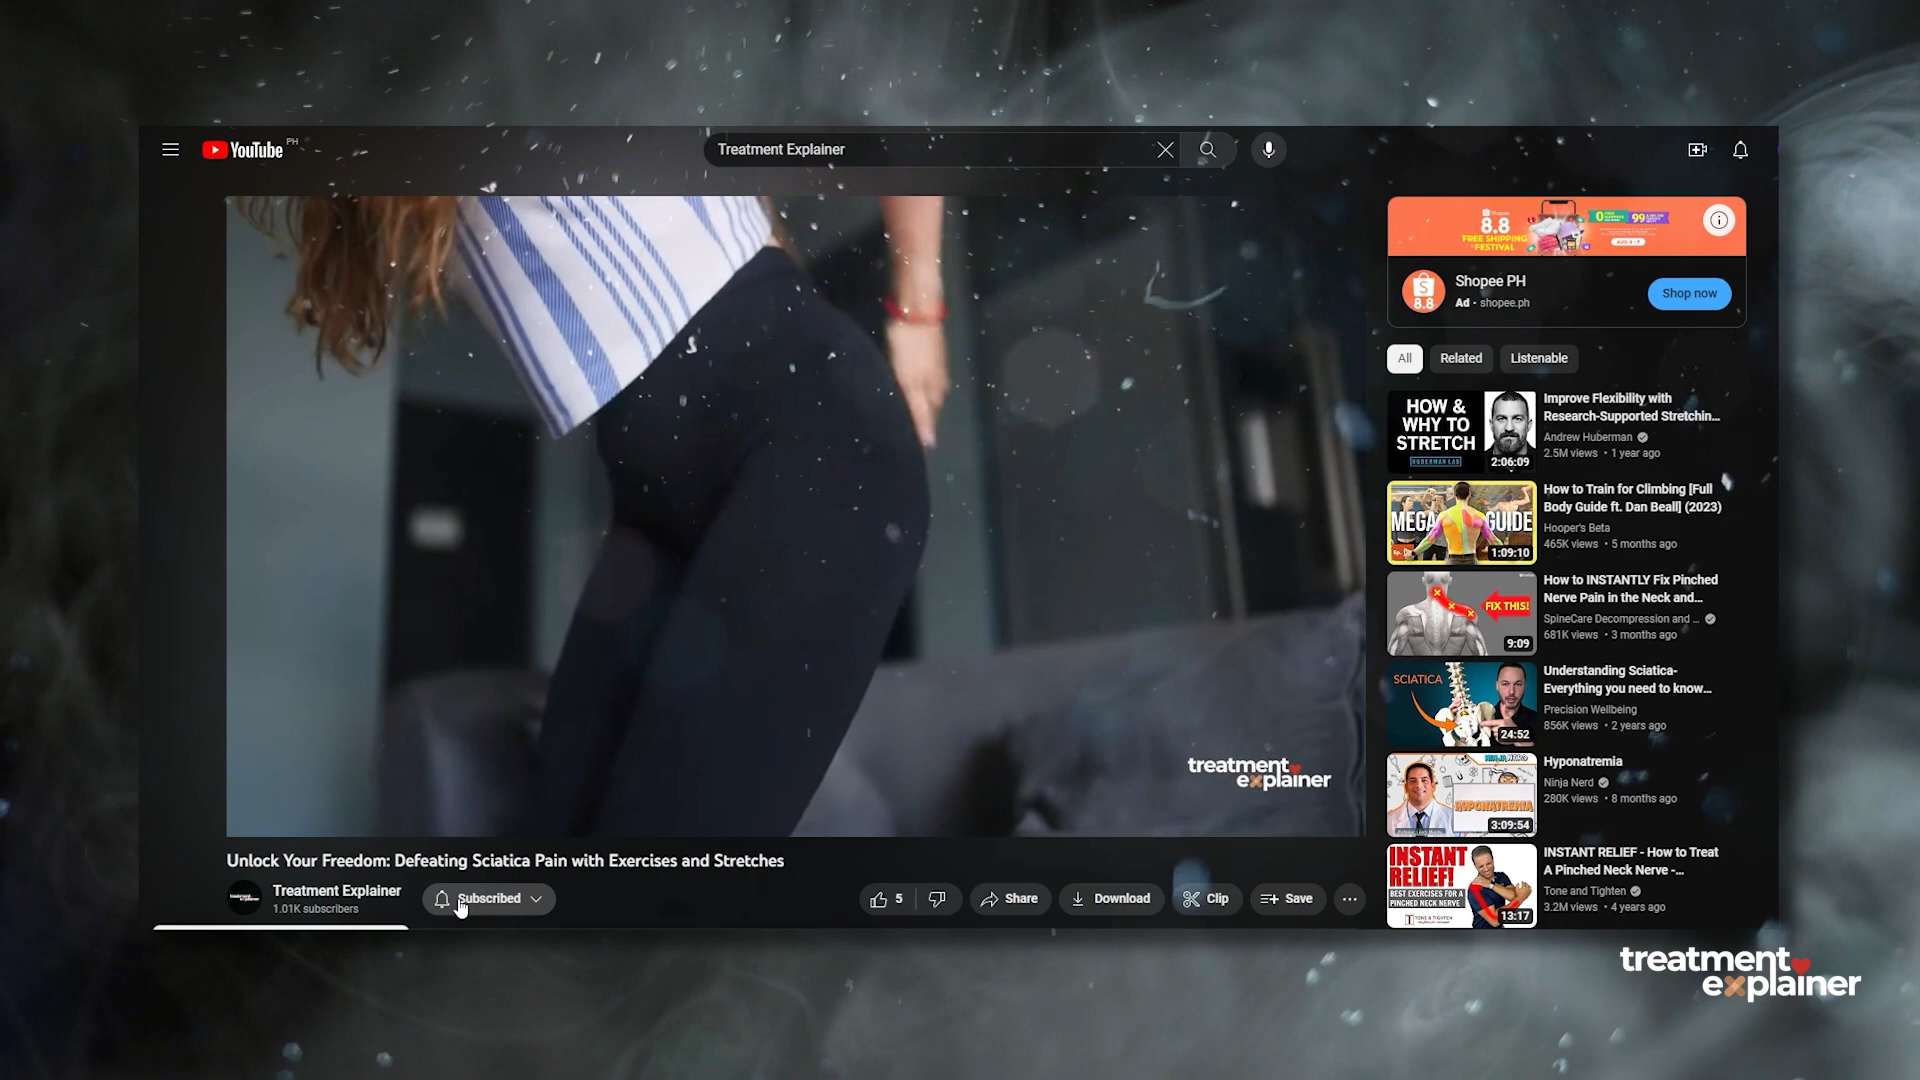 YouTube PH
Treatment Explainer
8.8
FREE SHIPPING
FESTIVAL
Shopee PH
Ad · shopee.ph
Shop now
All
Related
Listenable
HOW &
WHY TO
STRETCH
HUBERMAN LAB
2:06:09
Improve Flexibility with
Research-Supported Stretchin...
Andrew Huberman
2.5M views • 1 year ago
MEGA GUIDE
1:09:10
How to Train for Climbing [Full
Body Guide ft. Dan Beall] (2023)
Hooper's Beta
465K views • 5 months ago
FIX THIS!
9:09
How to INSTANTLY Fix Pinched
Nerve Pain in the Neck and...
SpineCare Decompression and ...
681K views • 3 months ago
SCIATICA
24:52
Understanding Sciatica-
Everything you need to know...
Precision Wellbeing
856K views • 2 years ago
HYPONATREMIA
3:09:54
Hyponatremia
Ninja Nerd
280K views • 8 months ago
INSTANT
RELIEF!
BEST EXERCISES FOR A
PINCHED NECK NERVE
TONE & TIGHTEN
13:17
INSTANT RELIEF - How to Treat
A Pinched Neck Nerve -...
Tone and Tighten
3.2M views • 4 years ago
treatment
explainer
Unlock Your Freedom: Defeating Sciatica Pain with Exercises and Stretches
Treatment Explainer
1.01K subscribers
Subscribed
5
Share
Download
Clip
Save
treatment
explainer